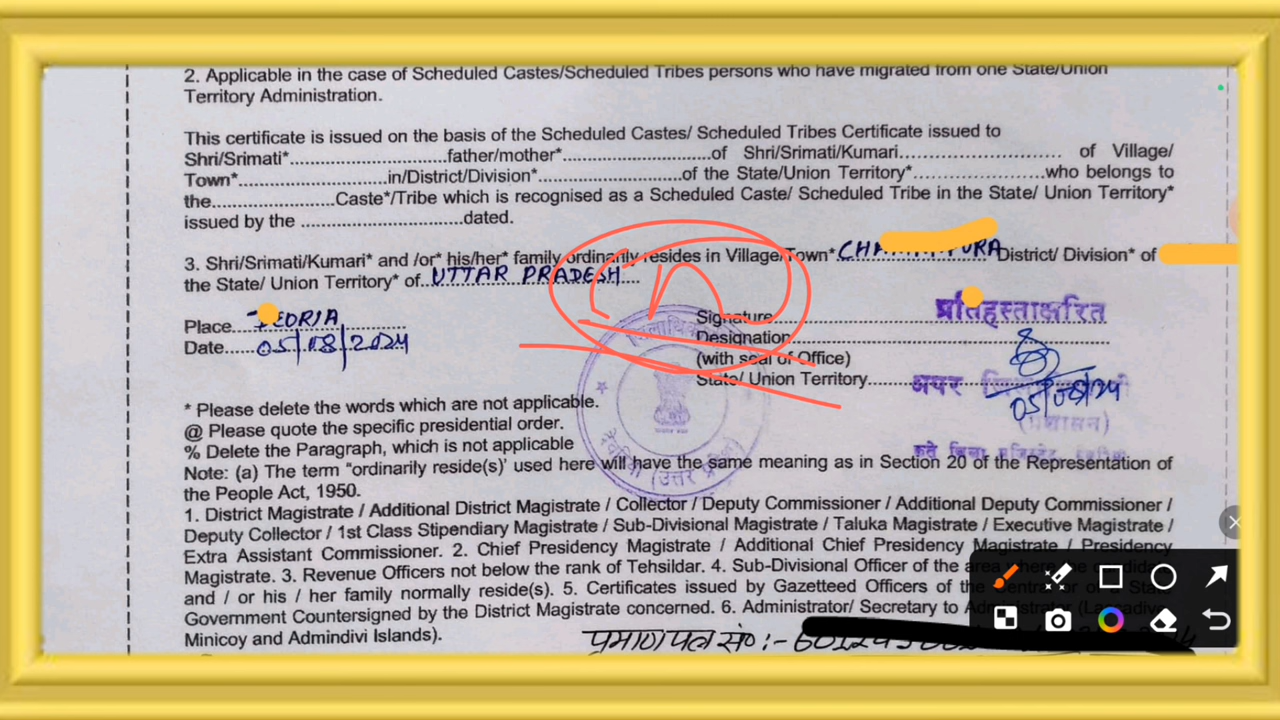 2. Applicable in the case of Scheduled Castes/Scheduled Tribes persons who have migrated from one State/Union
Territory Administration.
This certificate is issued on the basis of the Scheduled Castes/ Scheduled Tribes Certificate issued to
Shri/Srimati*..............................father/mother*............................of Shri/Srimati/Kumari.............................. of Village/
Town*............................in/District/Division*...........................of the State/Union Territory*.........................who belongs to
the.......................Caste*/Tribe which is recognised as a Scheduled Caste/ Scheduled Tribe in the State/ Union Territory*
issued by the ..............................dated.
3. Shri/Srimati/Kumari* and /or* his/her* family ordinarily resides in Village/Town* District/ Division* of
the State/ Union Territory* of..UTTAR PRADESH....
Place...
Date.....05/08/2024
प्रतिहस्ताक्षरित
Signature
Designation
(with seal of Office)
State/ Union Territory
अपर
05/08/24
(प्रशासन)
(उत्तर प्रदेश)
* Please delete the words which are not applicable.
@ Please quote the specific presidential order.
% Delete the Paragraph, which is not applicable
Note: (a) The term "ordinarily reside(s)' used here will have the same meaning as in Section 20 of the Representation of
the People Act, 1950.
1. District Magistrate / Additional District Magistrate / Collector / Deputy Commissioner / Additional Deputy Commissioner /
Deputy Collector / 1st Class Stipendiary Magistrate / Sub-Divisional Magistrate / Taluka Magistrate / Executive Magistrate /
Extra Assistant Commissioner. 2. Chief Presidency Magistrate / Additional Chief Presidency Magistrate / Presidency
Magistrate. 3. Revenue Officers not below the rank of Tehsildar. 4. Sub-Divisional Officer of the
and / or his / her family normally reside(s). 5. Certificates issued by Gazetteed Officers of the
Government Countersigned by the District Magistrate concerned. 6. Administrator/ Secretary to
Minicoy and Admindivi Islands).
प्रमाण पत्र सं० :-